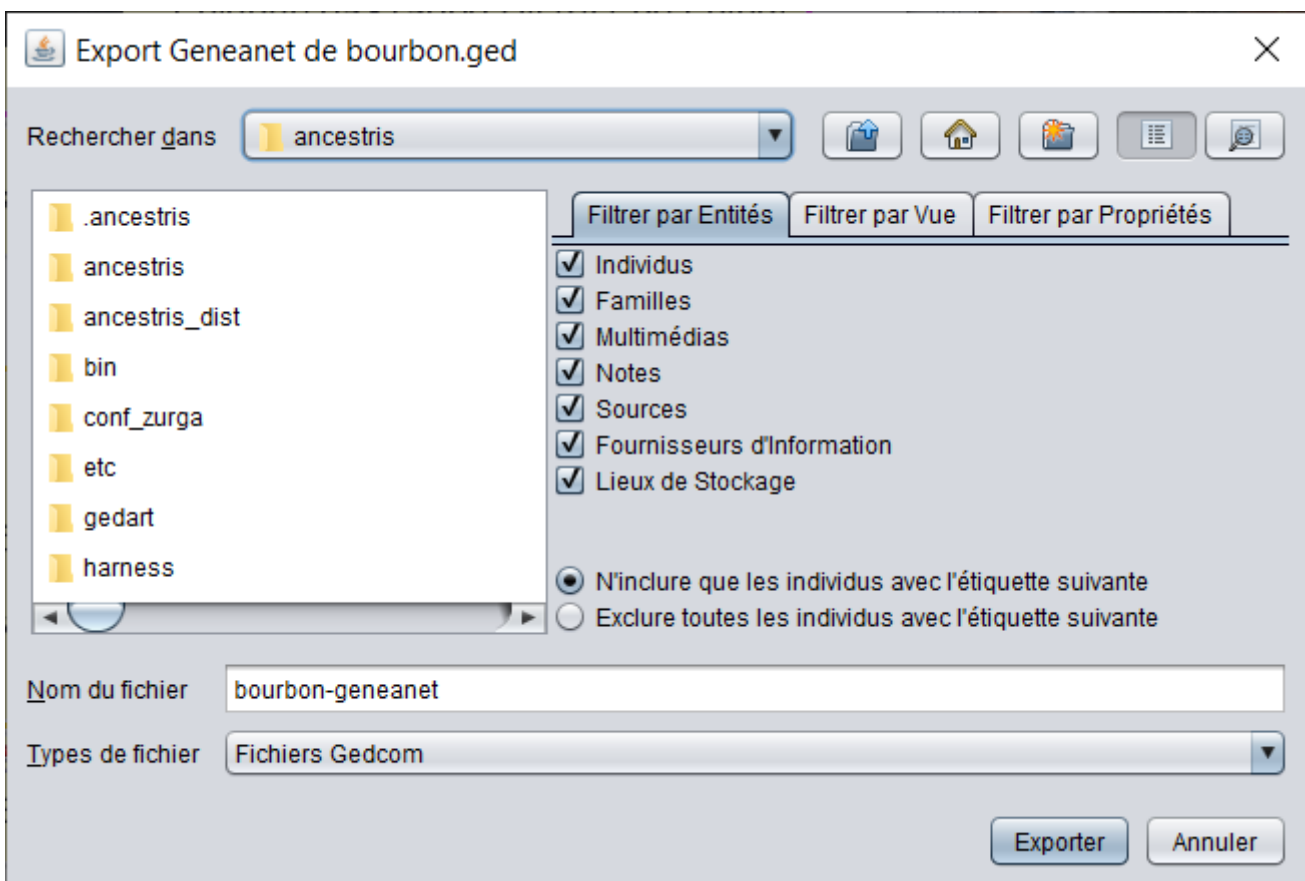 Export Geneanet de bourbon.ged
Rechercher dans
ancestris
.ancestris
ancestris
ancestris_dist
bin
conf_zurga
etc
gedart
harness
Filtrer par Entités
Filtrer par Vue
Filtrer par Propriétés
Individus
Familles
Multimédias
Notes
Sources
Fournisseurs d'Information
Lieux de Stockage
N'inclure que les individus avec l'étiquette suivante
Exclure toutes les individus avec l'étiquette suivante
Nom du fichier
bourbon-geneanet
Types de fichier
Fichiers Gedcom
Exporter
Annuler